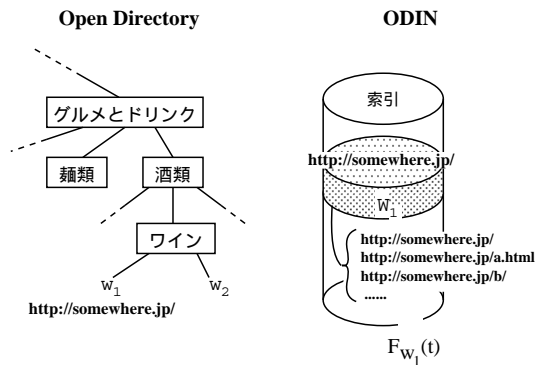 Open Directory
グルメとドリンク
麺類
酒類
ワイン
w1
w2
http://somewhere.jp/
ODIN
索引
http://somewhere.jp/
W1
http://somewhere.jp/
http://somewhere.jp/a.html
http://somewhere.jp/b/
......
FW1(t)